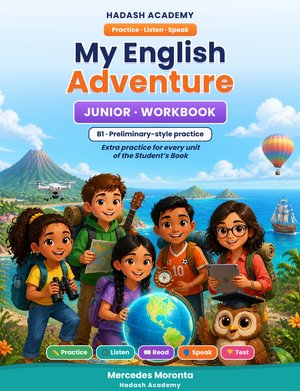 HADASH ACADEMY
Practice · Listen · Speak
My English
Adventure
JUNIOR · WORKBOOK
B1 · Preliminary-style practice
Extra practice for every unit
of the Student's Book
10
Practice
Listen
Read
Speak
Test
Mercedes Moronta
Hadash Academy